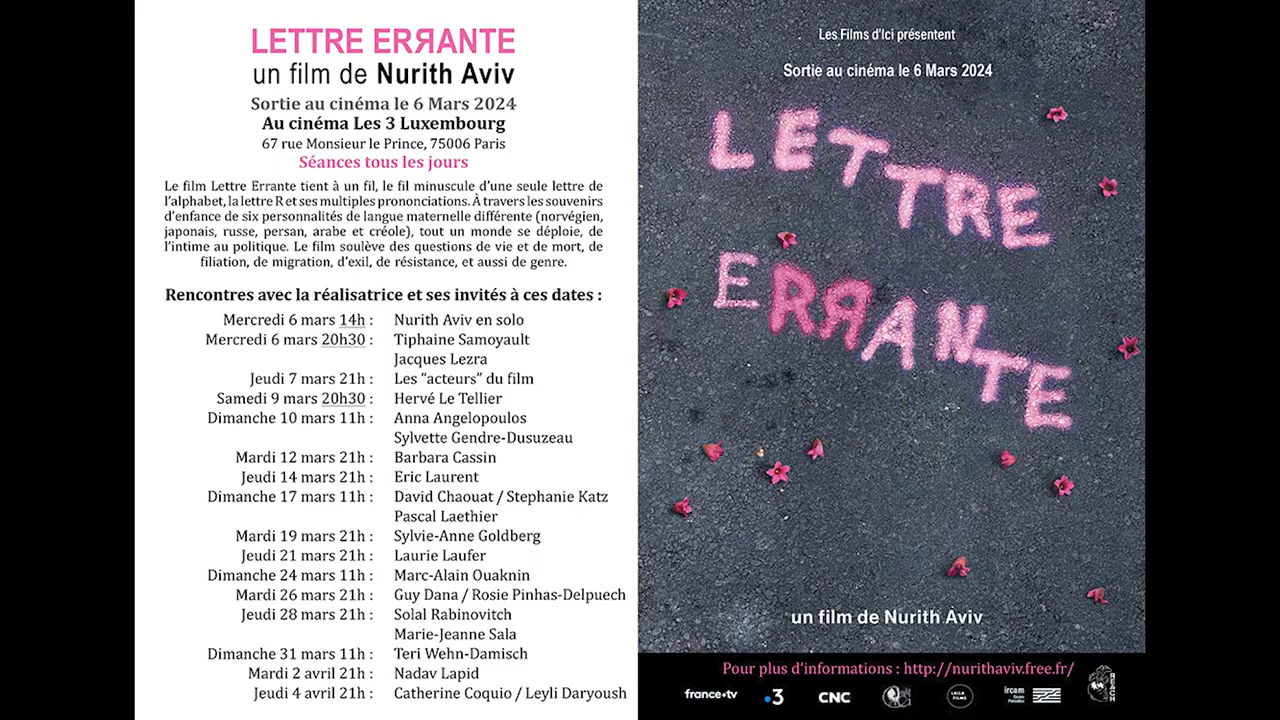 LETTRE ERЯANTE
un film de Nurith Aviv
Sortie au cinéma le 6 Mars 2024
Au cinéma Les 3 Luxembourg
67 rue Monsieur le Prince, 75006 Paris
Séances tous les jours
Le film Lettre Errante tient à un fil, le fil minuscule d'une seule lettre de
l'alphabet, la lettre R et ses multiples prononciations. À travers les souvenirs
d'enfance de six personnalités de langue maternelle différente (norvégien,
japonais, russe, persan, arabe et créole), tout un monde se déploie, de
l'intime au politique. Le film soulève des questions de vie et de mort, de
filiation, de migration, d'exil, de résistance, et aussi de genre.
Rencontres avec la réalisatrice et ses invités à ces dates :
Mercredi 6 mars 14h : Nurith Aviv en solo
Mercredi 6 mars 20h30 : Tiphaine Samoyault
Jacques Lezra
Jeudi 7 mars 21h : Les “acteurs” du film
Samedi 9 mars 20h30 : Hervé Le Tellier
Dimanche 10 mars 11h : Anna Angelopoulos
Sylvette Gendre-Dusuzeau
Mardi 12 mars 21h : Barbara Cassin
Jeudi 14 mars 21h : Eric Laurent
Dimanche 17 mars 11h : David Chaouat / Stephanie Katz
Pascal Laethier
Mardi 19 mars 21h : Sylvie-Anne Goldberg
Jeudi 21 mars 21h : Laurie Laufer
Dimanche 24 mars 11h : Marc-Alain Ouaknin
Mardi 26 mars 21h : Guy Dana / Rosie Pinhas-Delpuech
Jeudi 28 mars 21h : Solal Rabinovitch
Marie-Jeanne Sala
Dimanche 31 mars 11h : Teri Wehn-Damisch
Mardi 2 avril 21h : Nadav Lapid
Jeudi 4 avril 21h : Catherine Coquio / Leyli Daryoush
Les Films d'Ici présentent
Sortie au cinéma le 6 Mars 2024
LETTRE
ERЯANTE
un film de Nurith Aviv
Pour plus d'informations : http://nurithaviv.free.fr/
france•tv
3
CNC
LAILA
FILMS
ircam
Centre
Pompidou